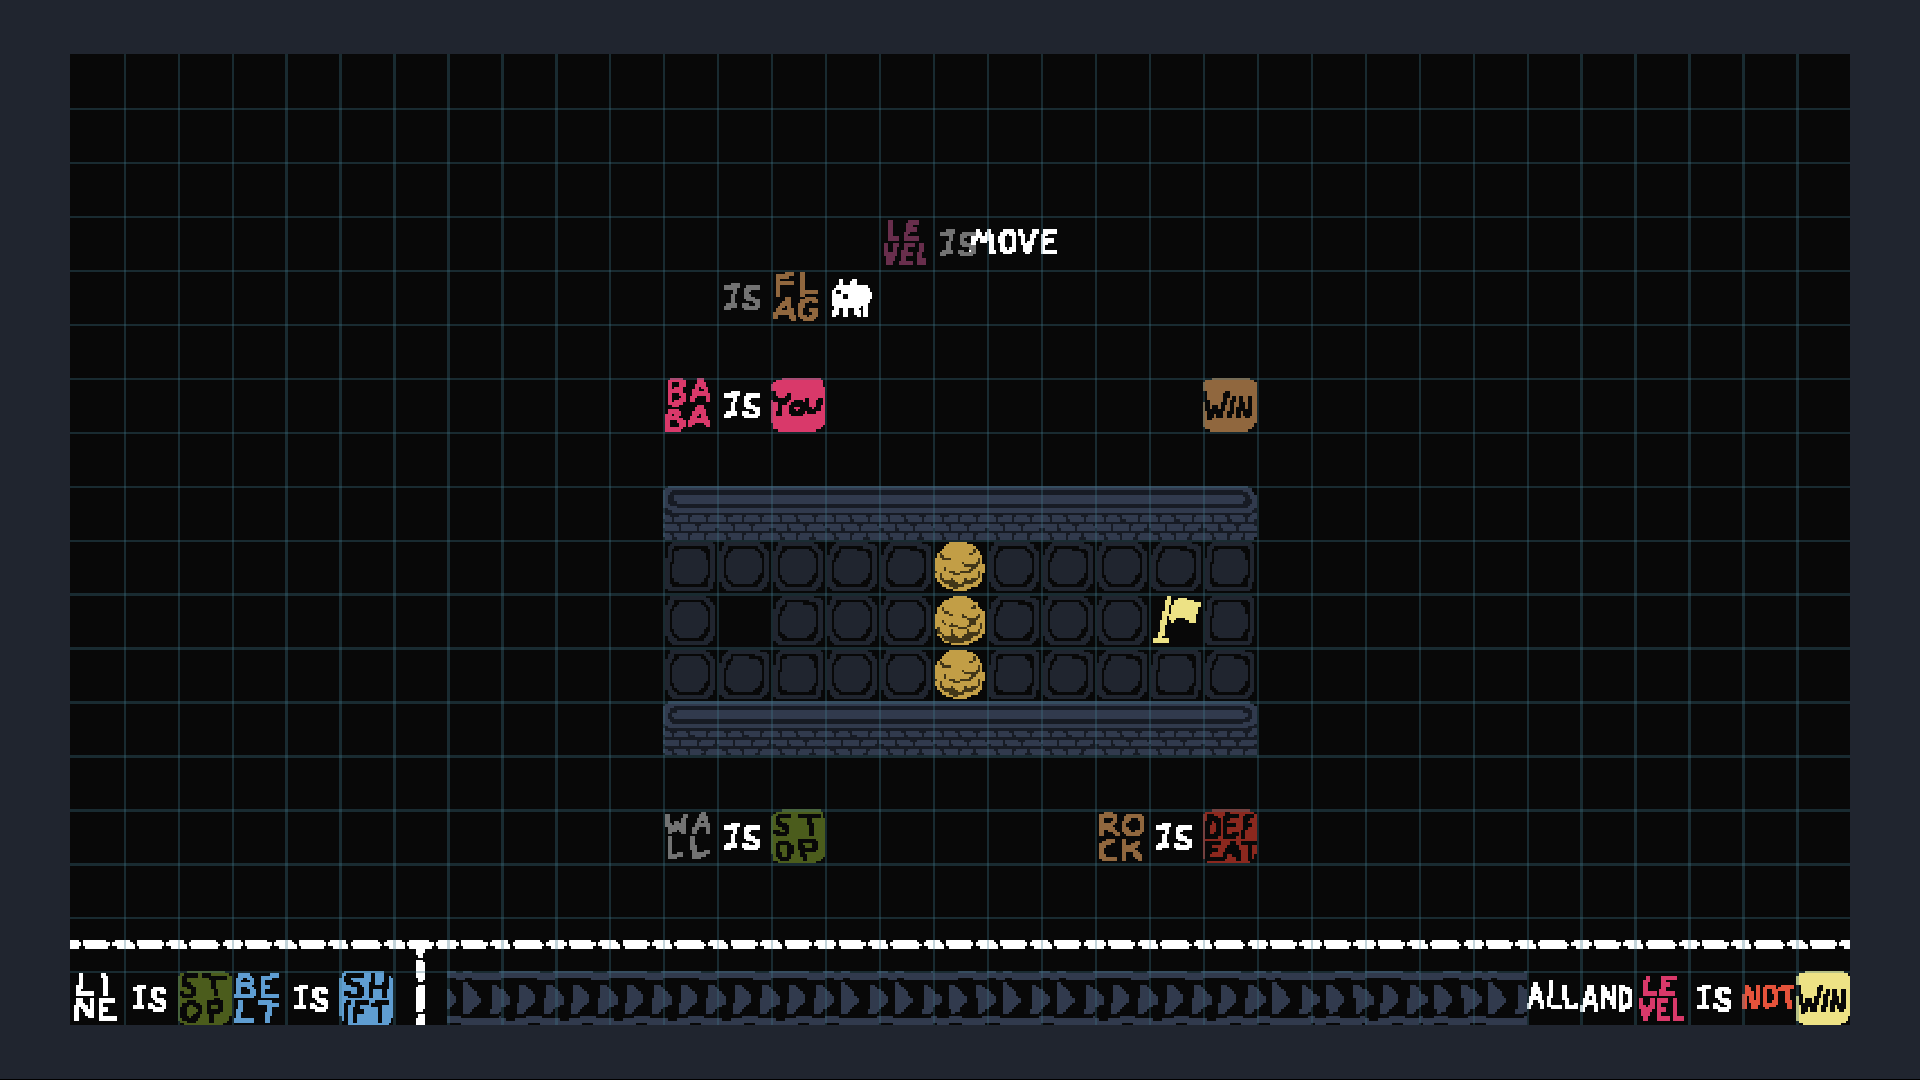 LEVEL IS MOVE
IS FLAG
BABA IS YOU WIN
WALL IS STOP ROCK IS DEFEAT
LINE IS STOP BELT IS SHIFT ALL AND LEVEL IS NOT WIN